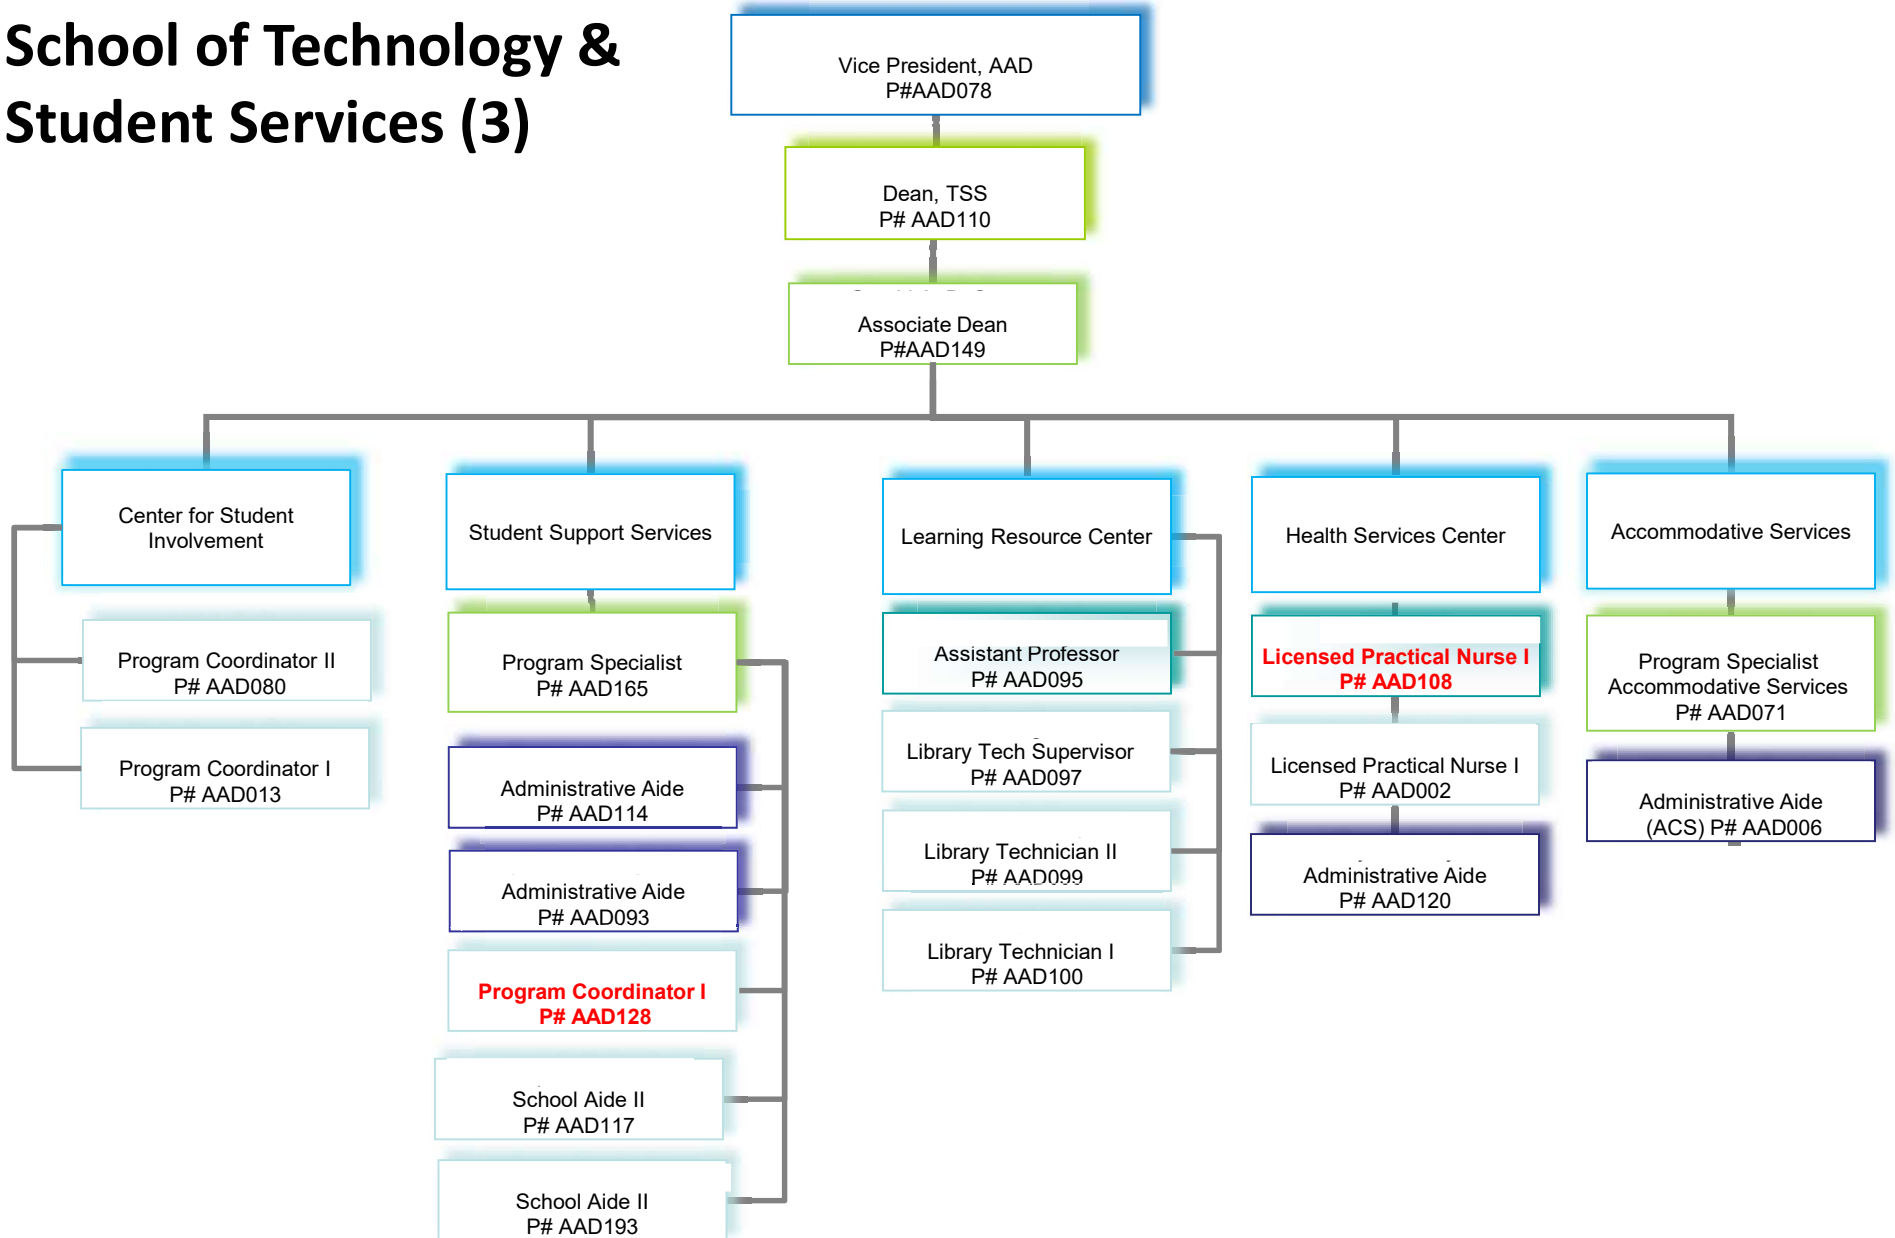 School of Technology &
Student Services (3)
Vice President, AAD
P#AAD078
Dean, TSS
P# AAD110
Associate Dean
P#AAD149
Center for Student
Involvement
Program Coordinator II
P# AAD080
Program Coordinator I
P# AAD013
Student Support Services
Program Specialist
P# AAD165
Administrative Aide
P# AAD114
Administrative Aide
P# AAD093
Program Coordinator I
P# AAD128
School Aide II
P# AAD117
School Aide II
P# AAD193
Learning Resource Center
Assistant Professor
P# AAD095
Library Tech Supervisor
P# AAD097
Library Technician II
P# AAD099
Library Technician I
P# AAD100
Health Services Center
Licensed Practical Nurse I
P# AAD108
Licensed Practical Nurse I
P# AAD002
Administrative Aide
P# AAD120
Accommodative Services
Program Specialist
Accommodative Services
P# AAD071
Administrative Aide
(ACS) P# AAD006